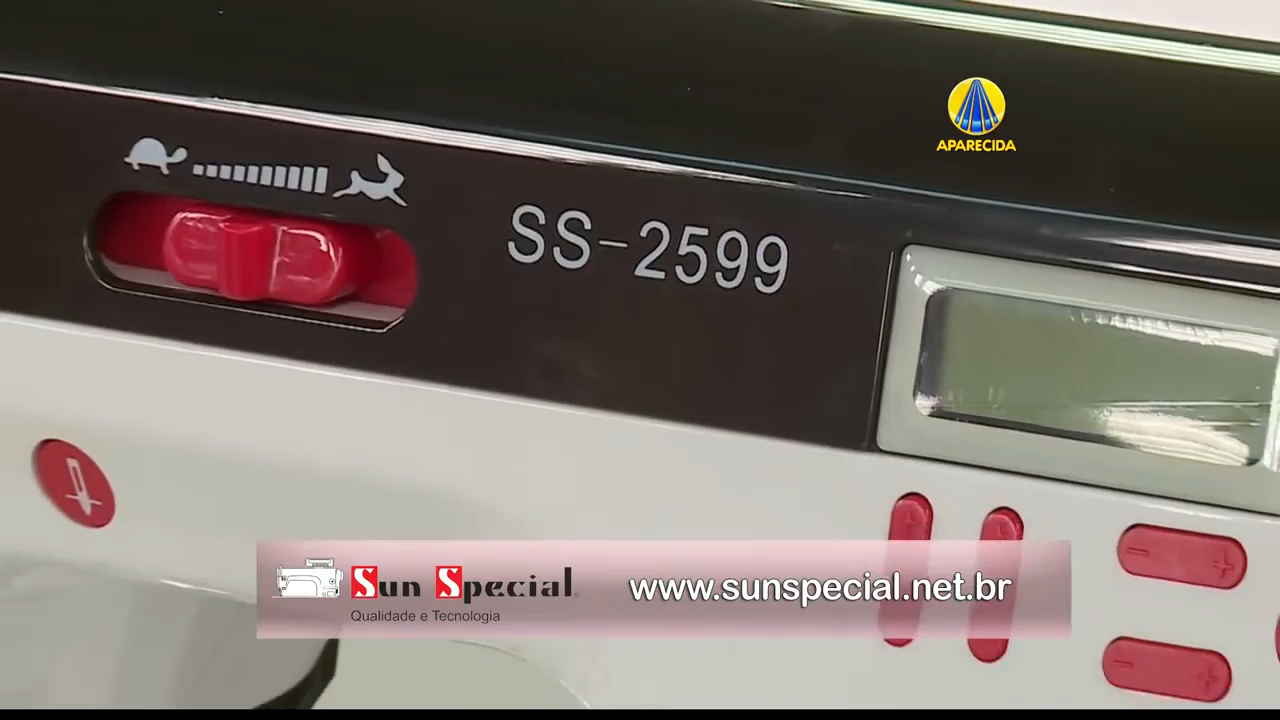 APARECIDA
SS-2599
Sun Special
Qualidade e Tecnologia
www.sunspecial.net.br